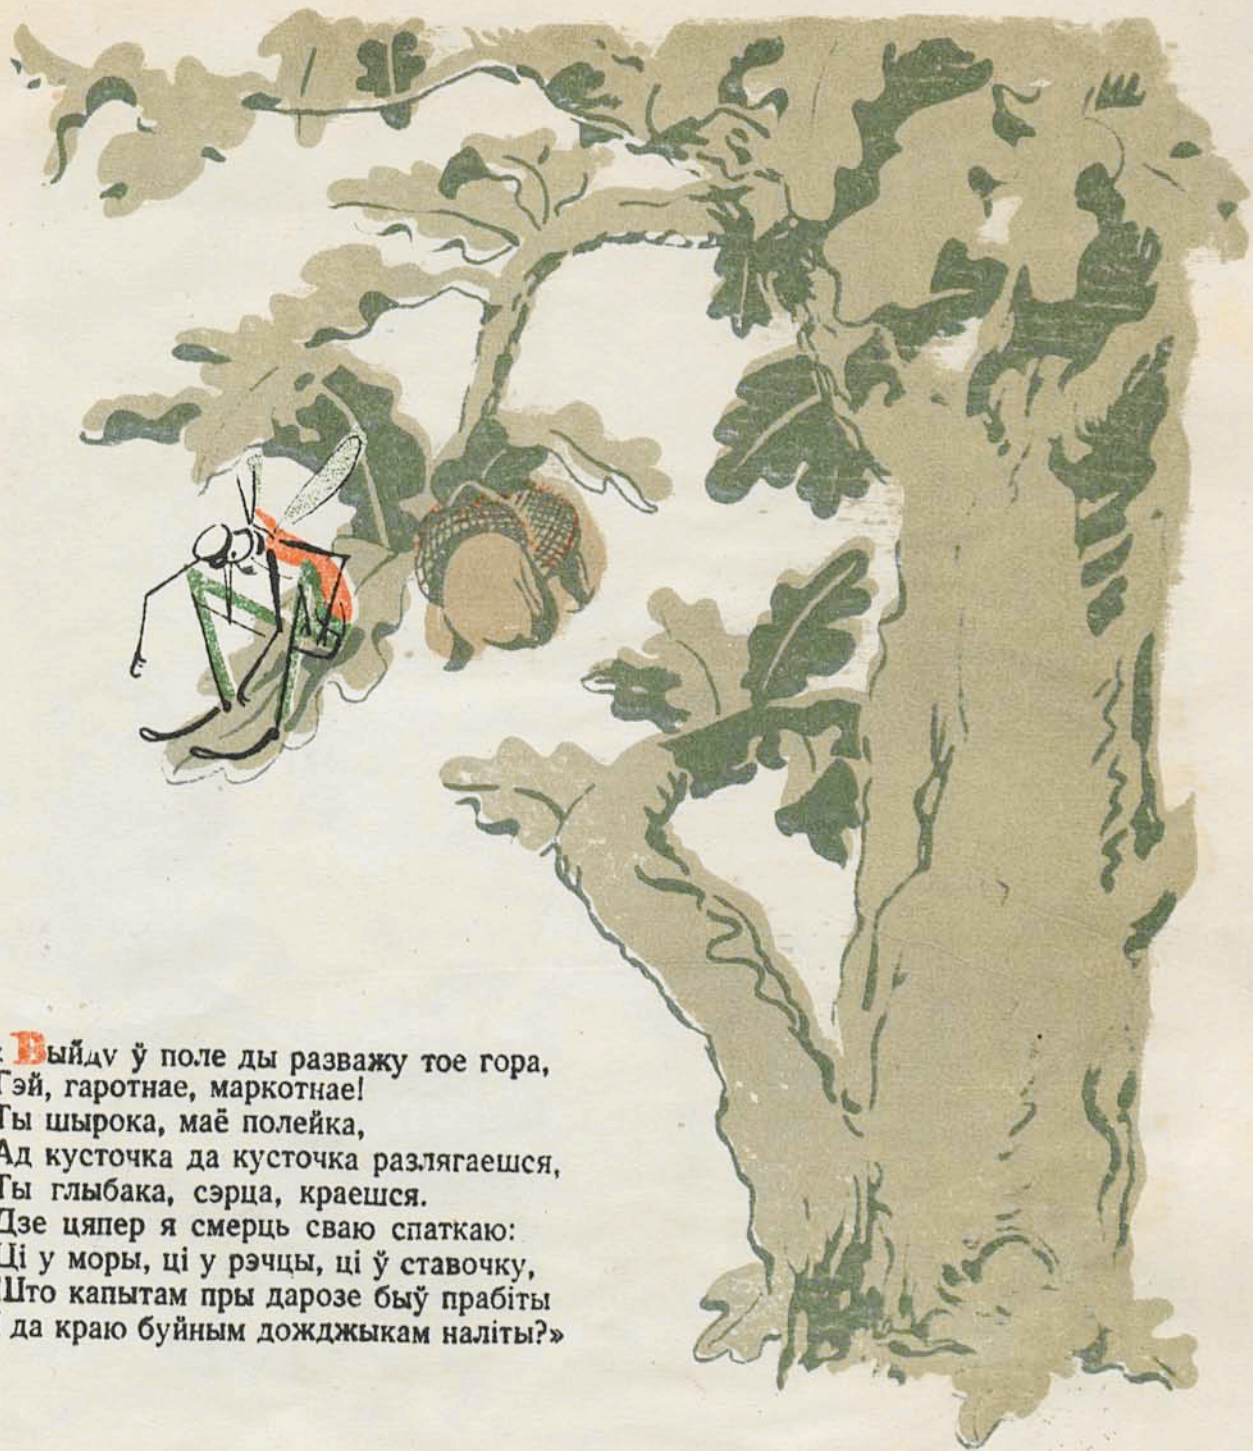 «Выйду ў поле ды разважу тое гора,
Гэй, гаротнае, маркотнае!
Ты шырока, маё полейка,
Ад кусточка да кусточка разлягаешся,
Ты глыбака, сэрца, краешся.
Дзе цяпер я смерць сваю спаткаю:
Ці у моры, ці у рэчцы, ці ў ставочку,
Што капытам пры дарозе быў прабіты
да краю буйным дожджыкам наліты?»